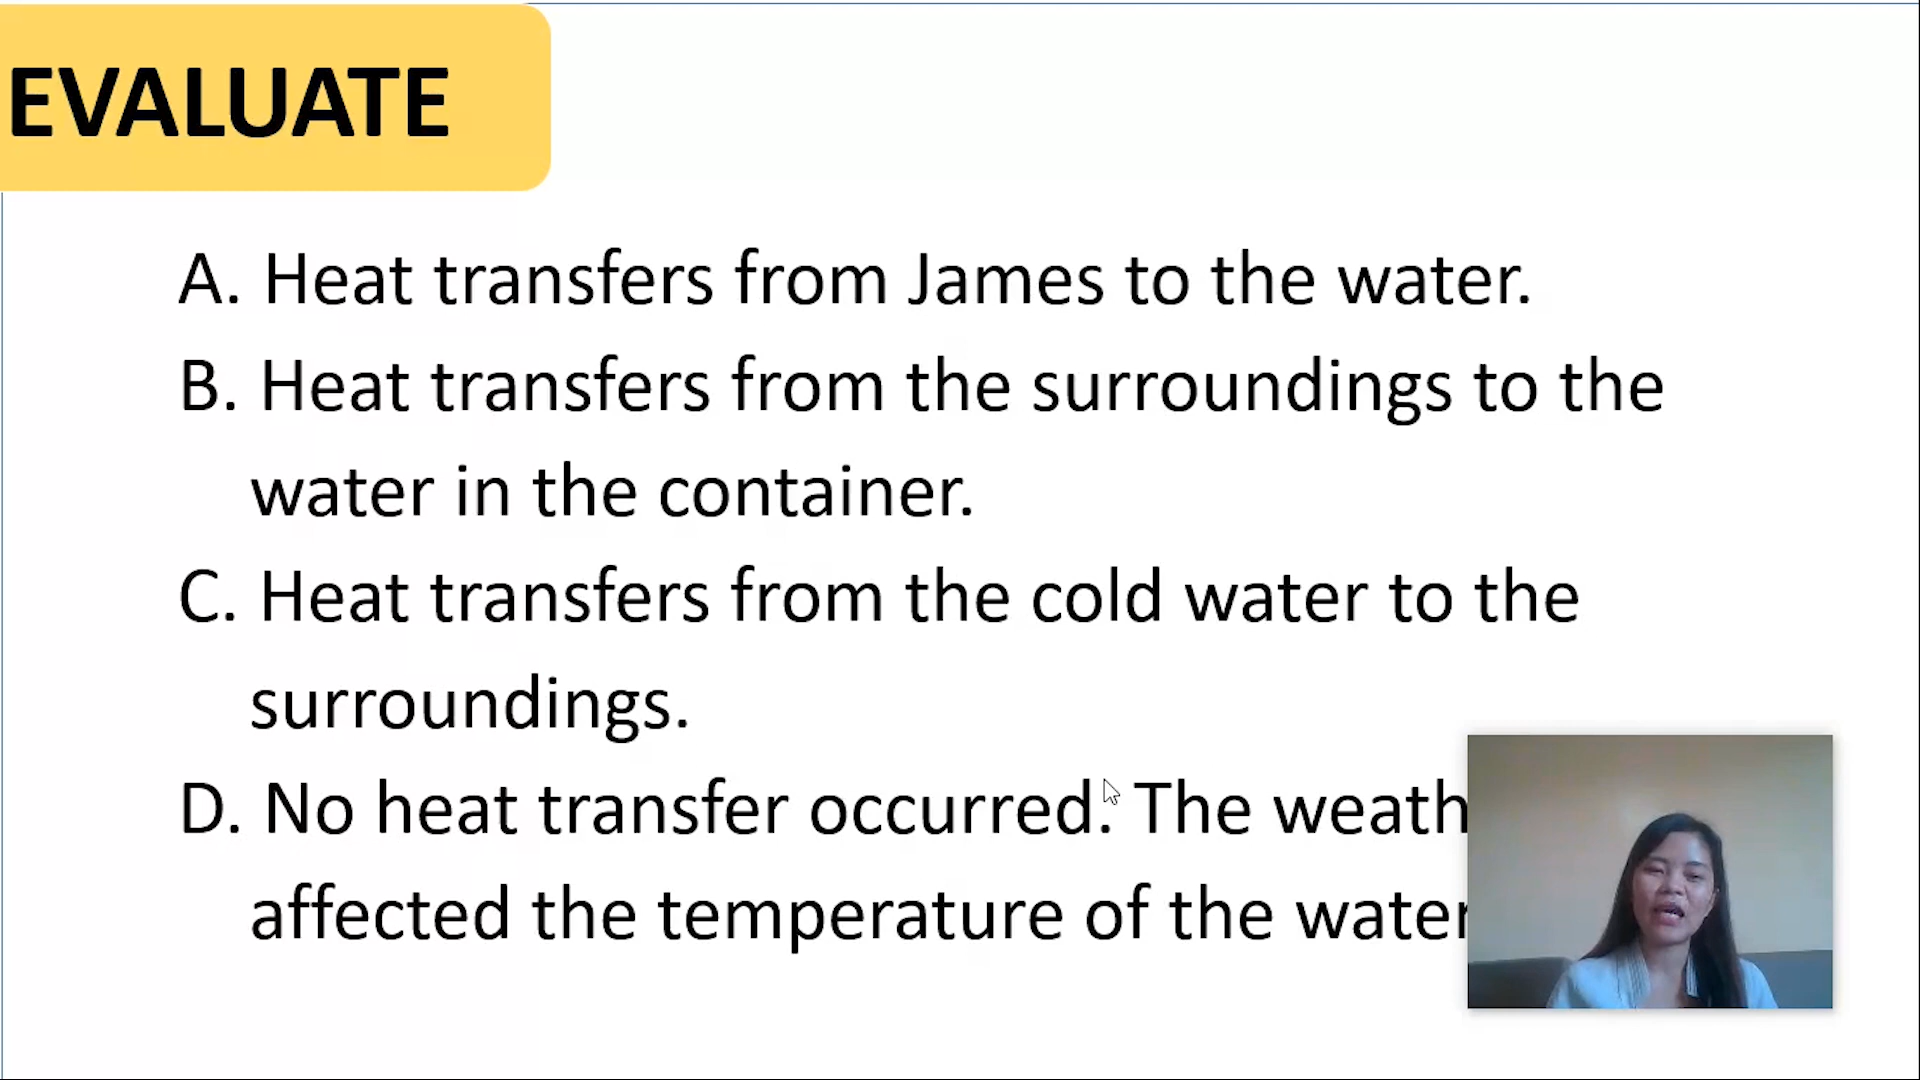 EVALUATE
A. Heat transfers from James to the water.
B. Heat transfers from the surroundings to the
water in the container.
C. Heat transfers from the cold water to the
surroundings.
D. No heat transfer occurred. The
affected the temperature of the water